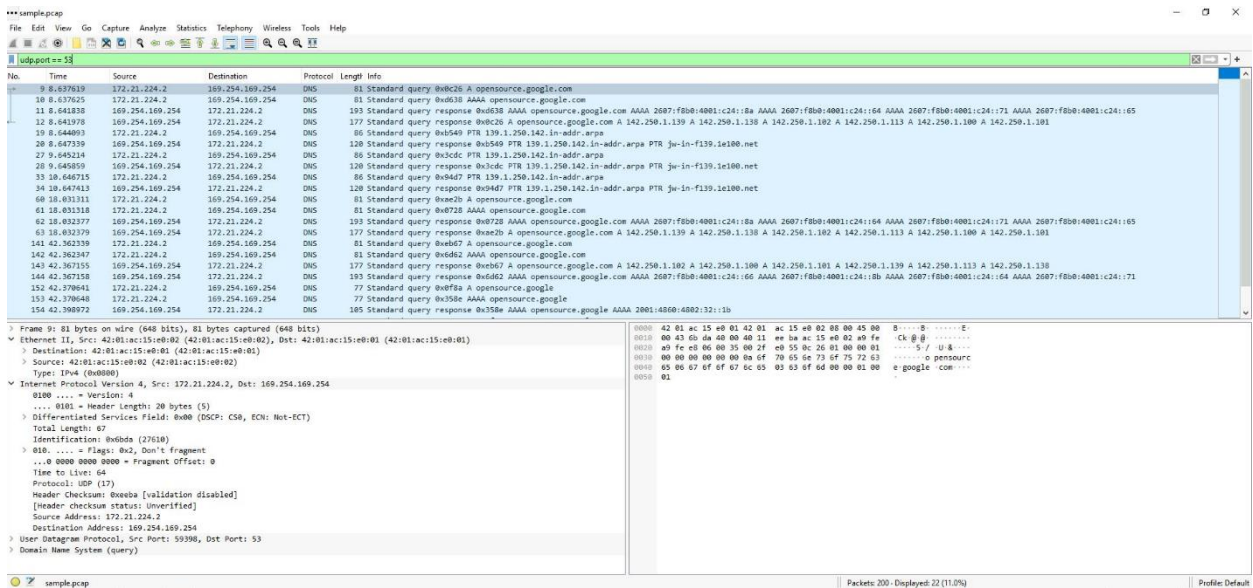 sample.pcap
File Edit View Go Capture Analyze Statistics Telephony Wireless Tools Help
udp.port == 53
No. Time Source Destination Protocol Length Info
9 8.637619 172.21.224.2 169.254.169.254 DNS 81 Standard query 0x0c26 A opensource.google.com
10 8.637625 172.21.224.2 169.254.169.254 DNS 81 Standard query 0xd638 AAAA opensource.google.com
11 8.641838 169.254.169.254 172.21.224.2 DNS 193 Standard query response 0xd638 AAAA opensource.google.com AAAA 2607:f8b0:4001:c24::8a AAAA 2607:f8b0:4001:c24::64 AAAA 2607:f8b0:4001:c24::71 AAAA 2607:f8b0:4001:c24::65
12 8.641978 169.254.169.254 172.21.224.2 DNS 177 Standard query response 0x0c26 A opensource.google.com A 142.250.1.139 A 142.250.1.138 A 142.250.1.102 A 142.250.1.113 A 142.250.1.100 A 142.250.1.101
19 8.644093 172.21.224.2 169.254.169.254 DNS 86 Standard query 0xb549 PTR 139.1.250.142.in-addr.arpa
20 8.647339 169.254.169.254 172.21.224.2 DNS 120 Standard query response 0xb549 PTR 139.1.250.142.in-addr.arpa PTR jw-in-f139.1e100.net
27 9.645214 172.21.224.2 169.254.169.254 DNS 86 Standard query 0x3cdc PTR 139.1.250.142.in-addr.arpa
28 9.645859 169.254.169.254 172.21.224.2 DNS 120 Standard query response 0x3cdc PTR 139.1.250.142.in-addr.arpa PTR jw-in-f139.1e100.net
33 10.646715 172.21.224.2 169.254.169.254 DNS 86 Standard query 0x94d7 PTR 139.1.250.142.in-addr.arpa
34 10.647413 169.254.169.254 172.21.224.2 DNS 120 Standard query response 0x94d7 PTR 139.1.250.142.in-addr.arpa PTR jw-in-f139.1e100.net
60 18.031311 172.21.224.2 169.254.169.254 DNS 81 Standard query 0xae2b A opensource.google.com
61 18.031318 172.21.224.2 169.254.169.254 DNS 81 Standard query 0x0728 AAAA opensource.google.com
62 18.032377 169.254.169.254 172.21.224.2 DNS 193 Standard query response 0x0728 AAAA opensource.google.com AAAA 2607:f8b0:4001:c24::8a AAAA 2607:f8b0:4001:c24::64 AAAA 2607:f8b0:4001:c24::71 AAAA 2607:f8b0:4001:c24::65
63 18.032379 169.254.169.254 172.21.224.2 DNS 177 Standard query response 0xae2b A opensource.google.com A 142.250.1.139 A 142.250.1.138 A 142.250.1.102 A 142.250.1.113 A 142.250.1.100 A 142.250.1.101
141 42.362339 172.21.224.2 169.254.169.254 DNS 81 Standard query 0xeb67 A opensource.google.com
142 42.362347 172.21.224.2 169.254.169.254 DNS 81 Standard query 0x6d62 AAAA opensource.google.com
143 42.367155 169.254.169.254 172.21.224.2 DNS 177 Standard query response 0xeb67 A opensource.google.com A 142.250.1.102 A 142.250.1.100 A 142.250.1.101 A 142.250.1.139 A 142.250.1.113 A 142.250.1.138
144 42.367158 169.254.169.254 172.21.224.2 DNS 193 Standard query response 0x6d62 AAAA opensource.google.com AAAA 2607:f8b0:4001:c24::66 AAAA 2607:f8b0:4001:c24::8b AAAA 2607:f8b0:4001:c24::64 AAAA 2607:f8b0:4001:c24::71
152 42.370641 172.21.224.2 169.254.169.254 DNS 77 Standard query 0x0f8a A opensource.google
153 42.370648 172.21.224.2 169.254.169.254 DNS 77 Standard query 0x358e AAAA opensource.google
154 42.398972 169.254.169.254 172.21.224.2 DNS 105 Standard query response 0x358e AAAA opensource.google AAAA 2001:4860:4802:32::1b
Frame 9: 81 bytes on wire (648 bits), 81 bytes captured (648 bits)
Ethernet II, Src: 42:01:ac:15:e0:02 (42:01:ac:15:e0:02), Dst: 42:01:ac:15:e0:01 (42:01:ac:15:e0:01)
Destination: 42:01:ac:15:e0:01 (42:01:ac:15:e0:01)
Source: 42:01:ac:15:e0:02 (42:01:ac:15:e0:02)
Type: IPv4 (0x0800)
Internet Protocol Version 4, Src: 172.21.224.2, Dst: 169.254.169.254
0100 .... = Version: 4
.... 0101 = Header Length: 20 bytes (5)
Differentiated Services Field: 0x00 (DSCP: CS0, ECN: Not-ECT)
Total Length: 67
Identification: 0x6bda (27610)
010. .... = Flags: 0x2, Don't fragment
...0 0000 0000 0000 = Fragment Offset: 0
Time to Live: 64
Protocol: UDP (17)
Header Checksum: 0xeeba [validation disabled]
[Header checksum status: Unverified]
Source Address: 172.21.224.2
Destination Address: 169.254.169.254
User Datagram Protocol, Src Port: 59398, Dst Port: 53
Domain Name System (query)
0000 42 01 ac 15 e0 01 42 01 ac 15 e0 02 08 00 45 00 B·····B· ······E·
0010 00 43 6b da 40 00 40 11 ee ba ac 15 e0 02 a9 fe ·Ck·@·@· ········
0020 a9 fe e8 06 00 35 00 2f e0 55 0c 26 01 00 00 01 ·····5·/ ·U·&····
0030 00 00 00 00 00 00 0a 6f 70 65 6e 73 6f 75 72 63 ·······o pensourc
0040 65 06 67 6f 6f 67 6c 65 03 63 6f 6d 00 00 01 00 e·google ·com····
0050 01 ·
sample.pcap Packets: 200 · Displayed: 22 (11.0%) Profile: Default